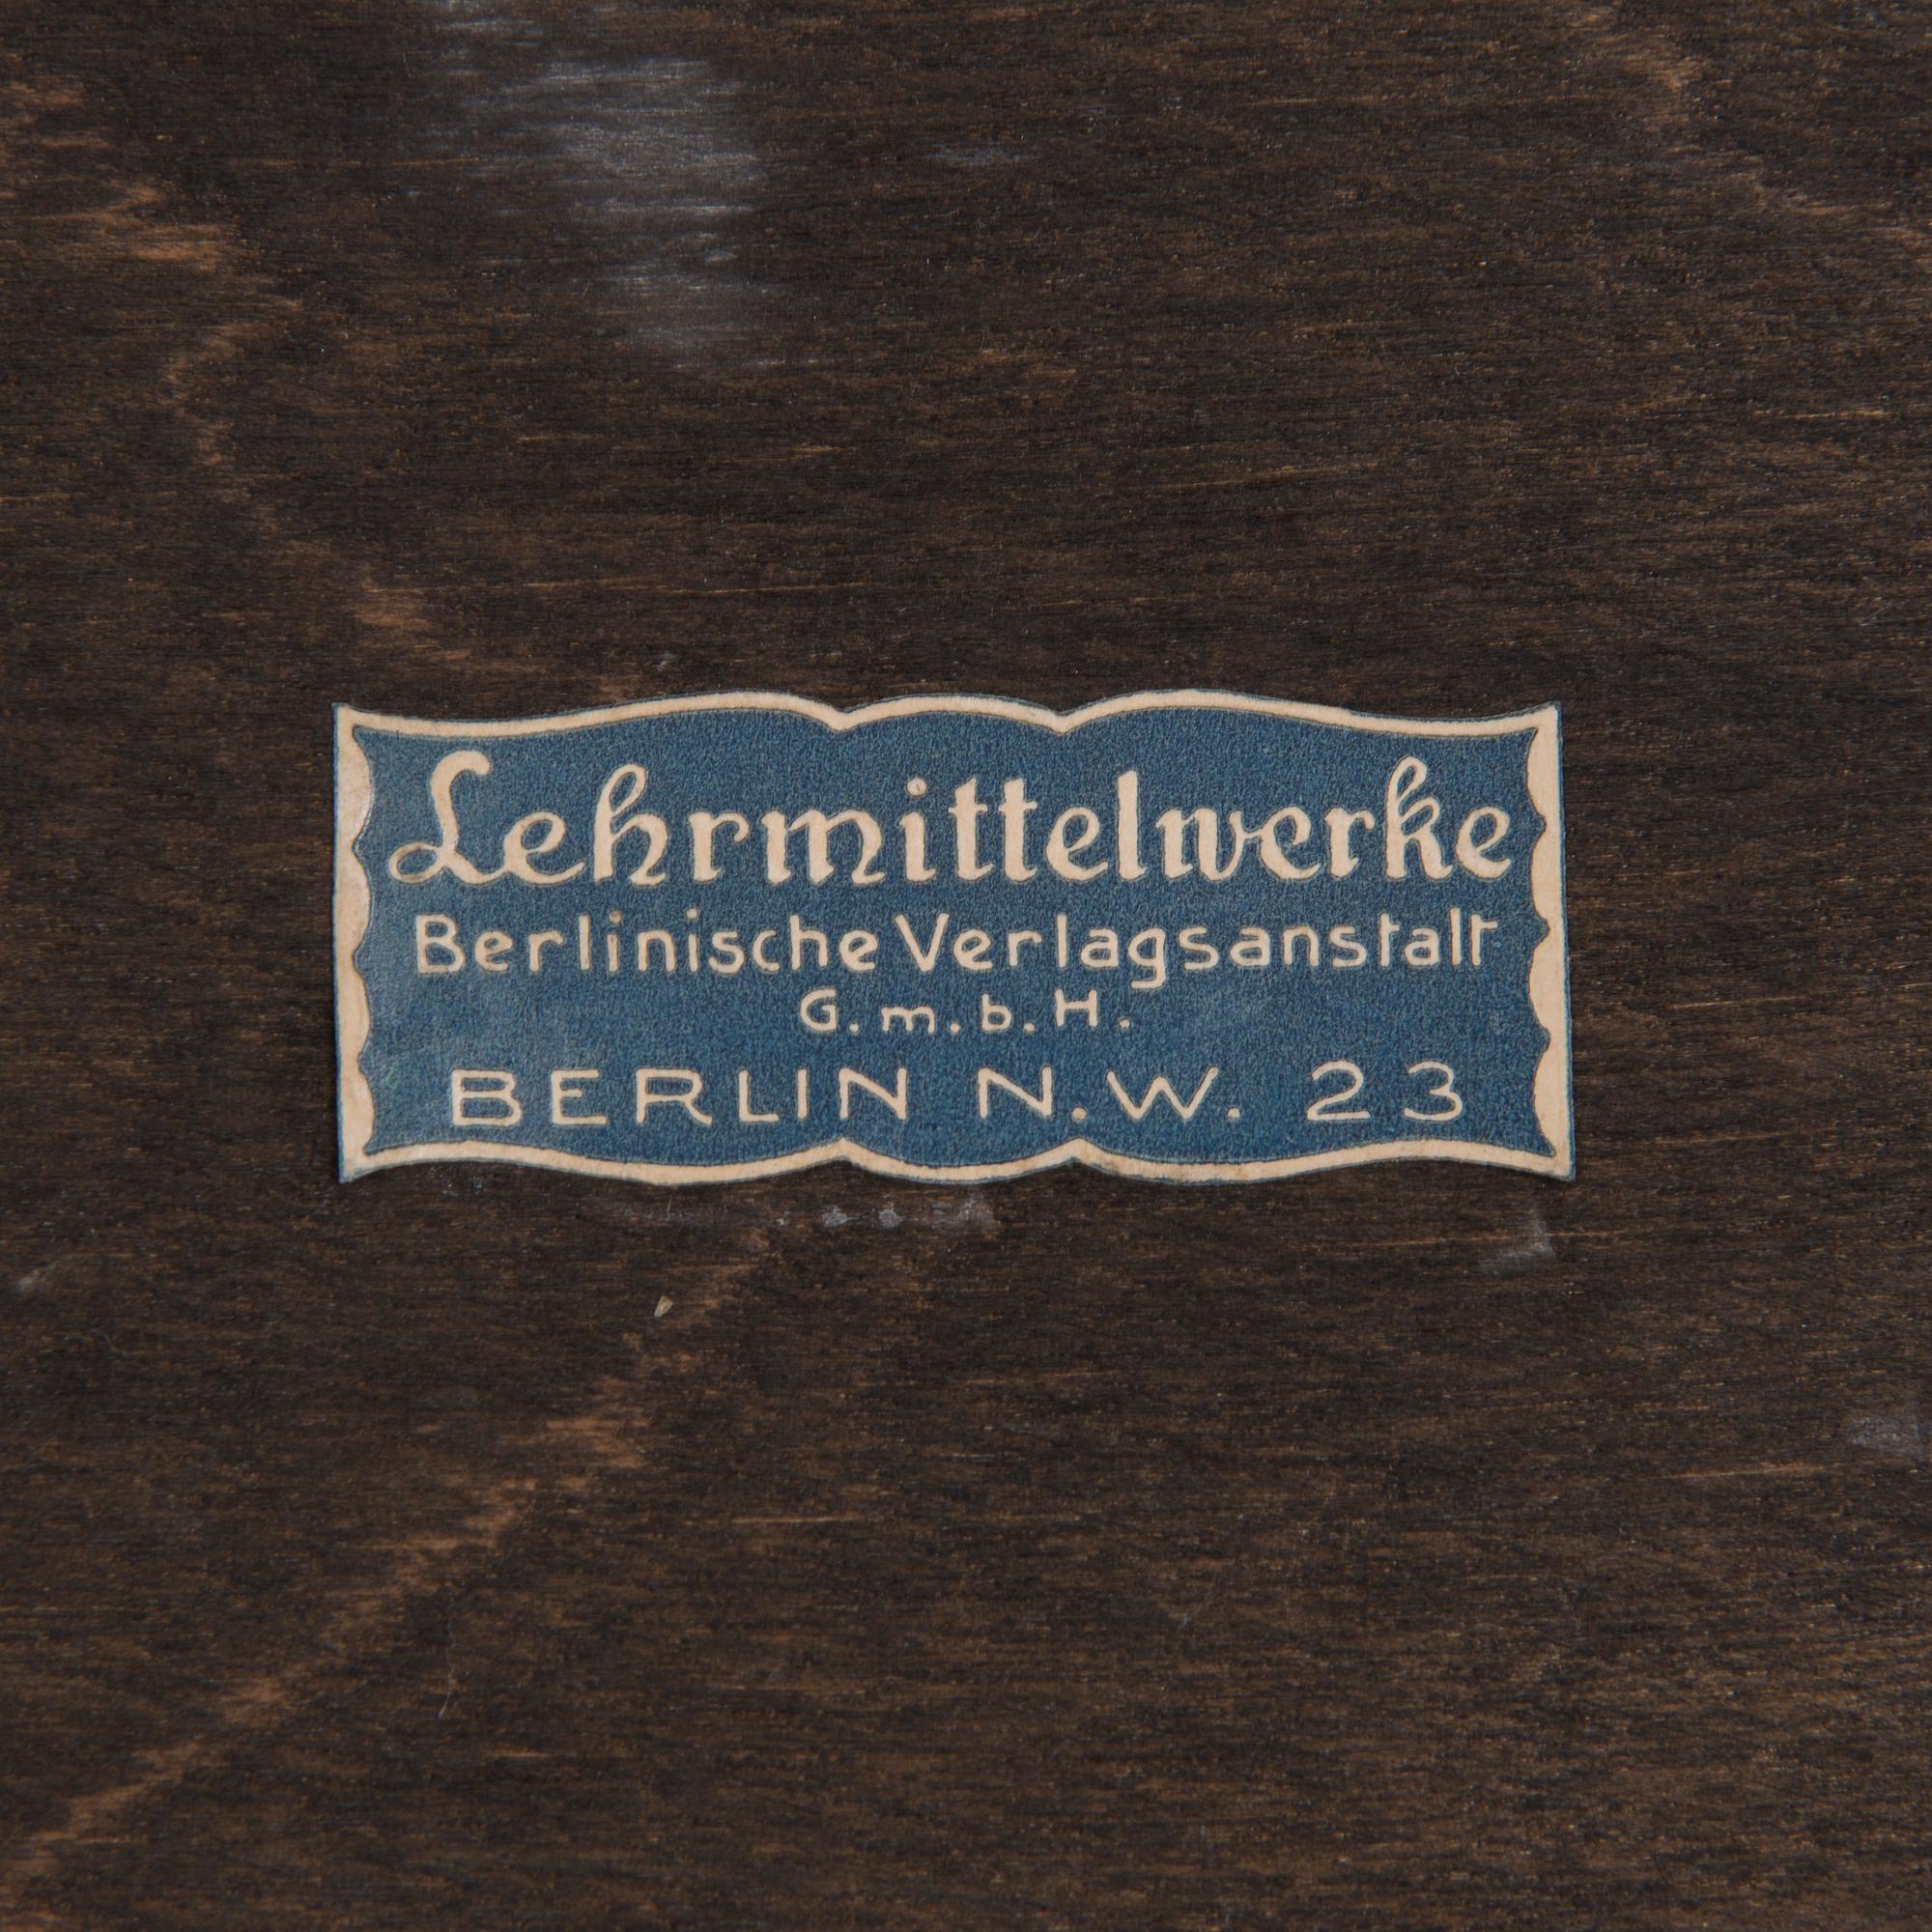 Lehrmittelwerke
Berlinische Verlagsanstalt
G.m.b.H.
BERLIN N.W. 23